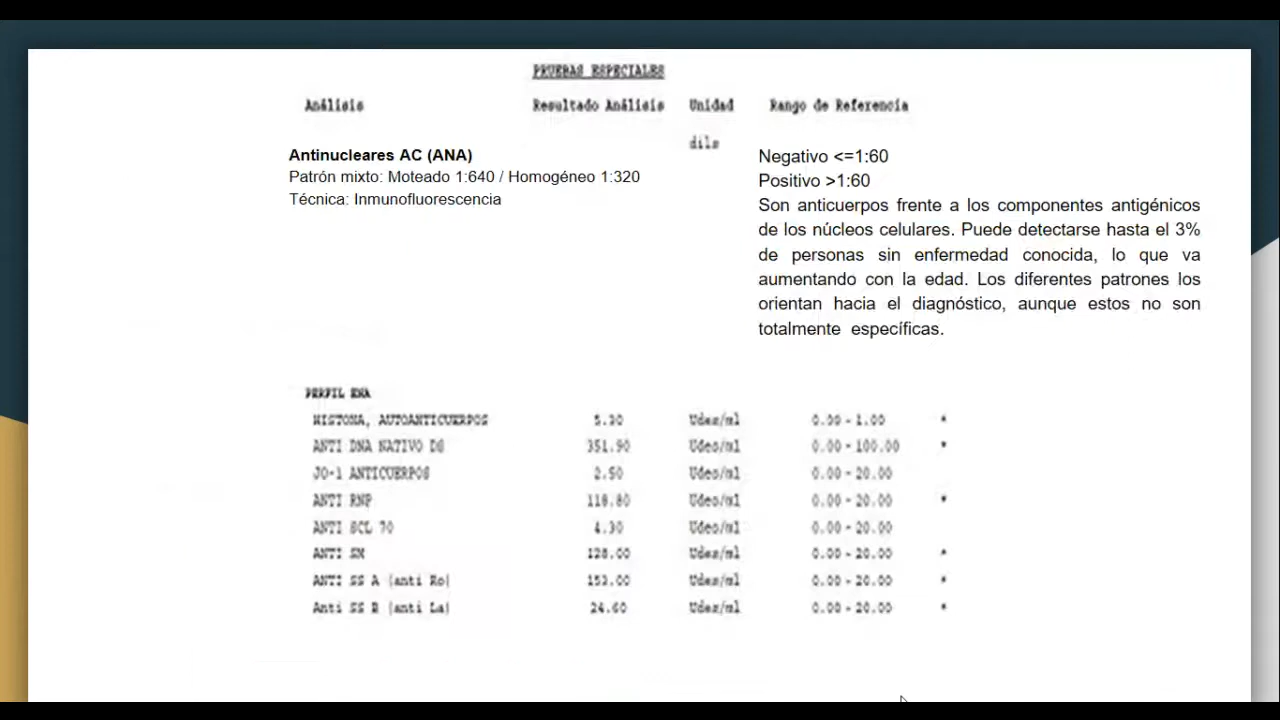 PRUEBAS ESPECIALES
Análisis Resultado Análisis Unidad Rango de Referencia
dils
Antinucleares AC (ANA)
Patrón mixto: Moteado 1:640 / Homogéneo 1:320
Técnica: Inmunofluorescencia
Negativo <=1:60
Positivo >1:60
Son anticuerpos frente a los componentes antigénicos
de los núcleos celulares. Puede detectarse hasta el 3%
de personas sin enfermedad conocida, lo que va
aumentando con la edad. Los diferentes patrones los
orientan hacia el diagnóstico, aunque estos no son
totalmente específicas.
PERFIL ENA
HISTONA, AUTOANTICUERPOS 5.30 Udes/ml 0.00 - 1.00 *
ANTI DNA NATIVO DS 351.90 Udes/ml 0.00 - 100.00 *
JO-1 ANTICUERPOS 2.50 Udes/ml 0.00 - 20.00
ANTI RNP 118.80 Udes/ml 0.00 - 20.00 *
ANTI SCL 70 4.30 Udes/ml 0.00 - 20.00
ANTI SM 128.00 Udes/ml 0.00 - 20.00 *
ANTI SS A (anti Ro) 153.00 Udes/ml 0.00 - 20.00 *
Anti SS B (anti La) 24.60 Udes/ml 0.00 - 20.00 *